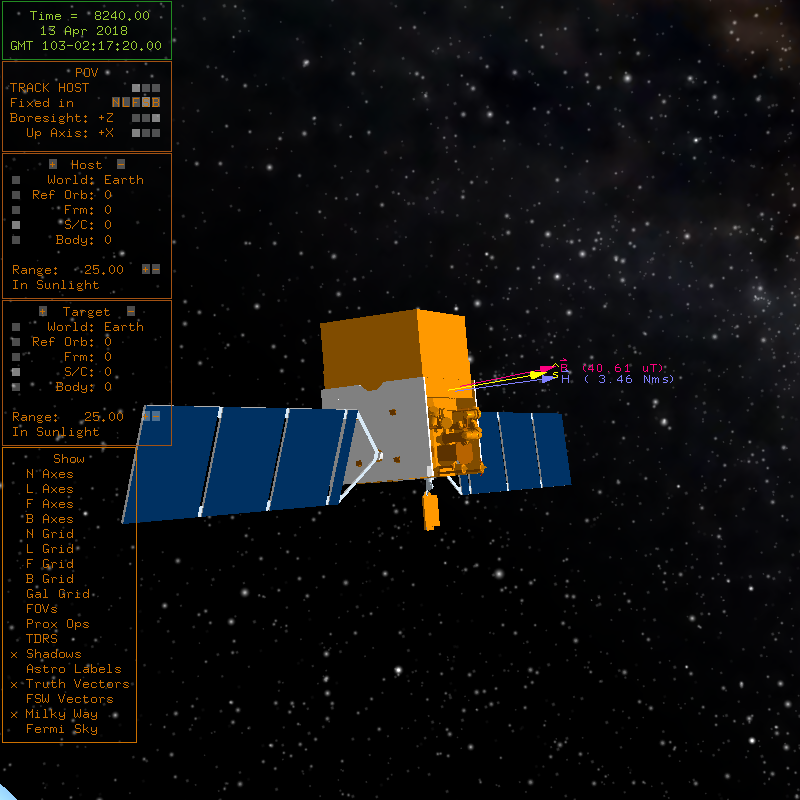 Time = 8240.00
13 Apr 2018
GMT 103-02:17:20.00
POV
TRACK HOST
Fixed in NLFCB
Boresight: +Z
Up Axis: +X
+ Host -
World: Earth
Ref Orb: 0
Frm: 0
S/C: 0
Body: 0
Range: 25.00 + -
In Sunlight
+ Target -
World: Earth
Ref Orb: 0
Frm: 0
S/C: 0
Body: 0
Range: 25.00 + -
In Sunlight
B (40.61 uT)
S
H ( 3.46 Nms)
Show
N Axes
L Axes
F Axes
B Axes
N Grid
L Grid
F Grid
B Grid
Gal Grid
FOVs
Prox Ops
TDRS
x Shadows
Astro Labels
x Truth Vectors
FSW Vectors
x Milky Way
Fermi Sky